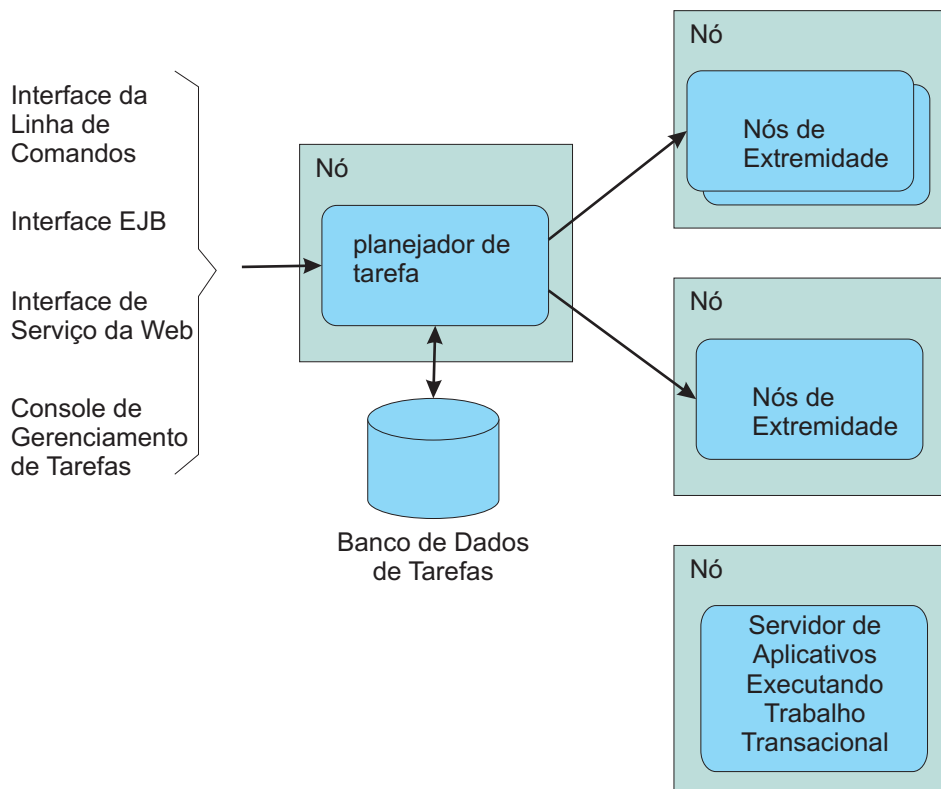 Interface da
Linha de
Comandos
Interface EJB
Interface de
Serviço da Web
Console de
Gerenciamento
de Tarefas
Nó
planejador de
tarefa
Banco de Dados
de Tarefas
Nó
Nós de
Extremidade
Nó
Nós de
Extremidade
Nó
Servidor de
Aplicativos
Executando
Trabalho
Transacional